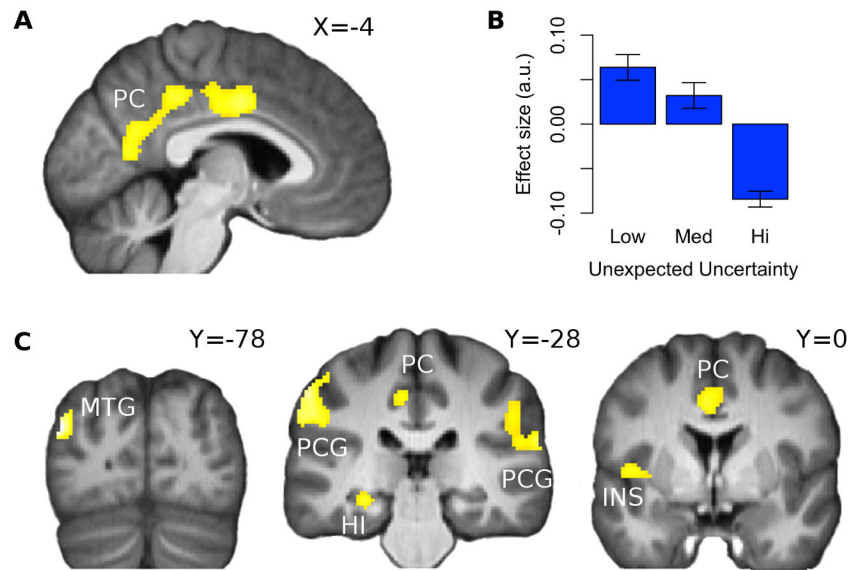 A
X=-4
PC
B
Effect size (a.u.)
0.10
0.00
-0.10
Low Med Hi
Unexpected Uncertainty
C
Y=-78
MTG
Y=-28
PC
PCG
PCG
HI
Y=0
PC
INS